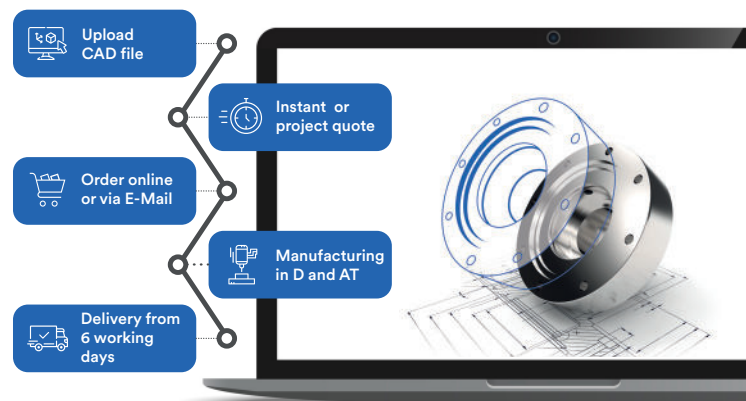 Upload
CAD file
Instant or
project quote
Order online
or via E-Mail
Manufacturing
in D and AT
Delivery from
6 working
days